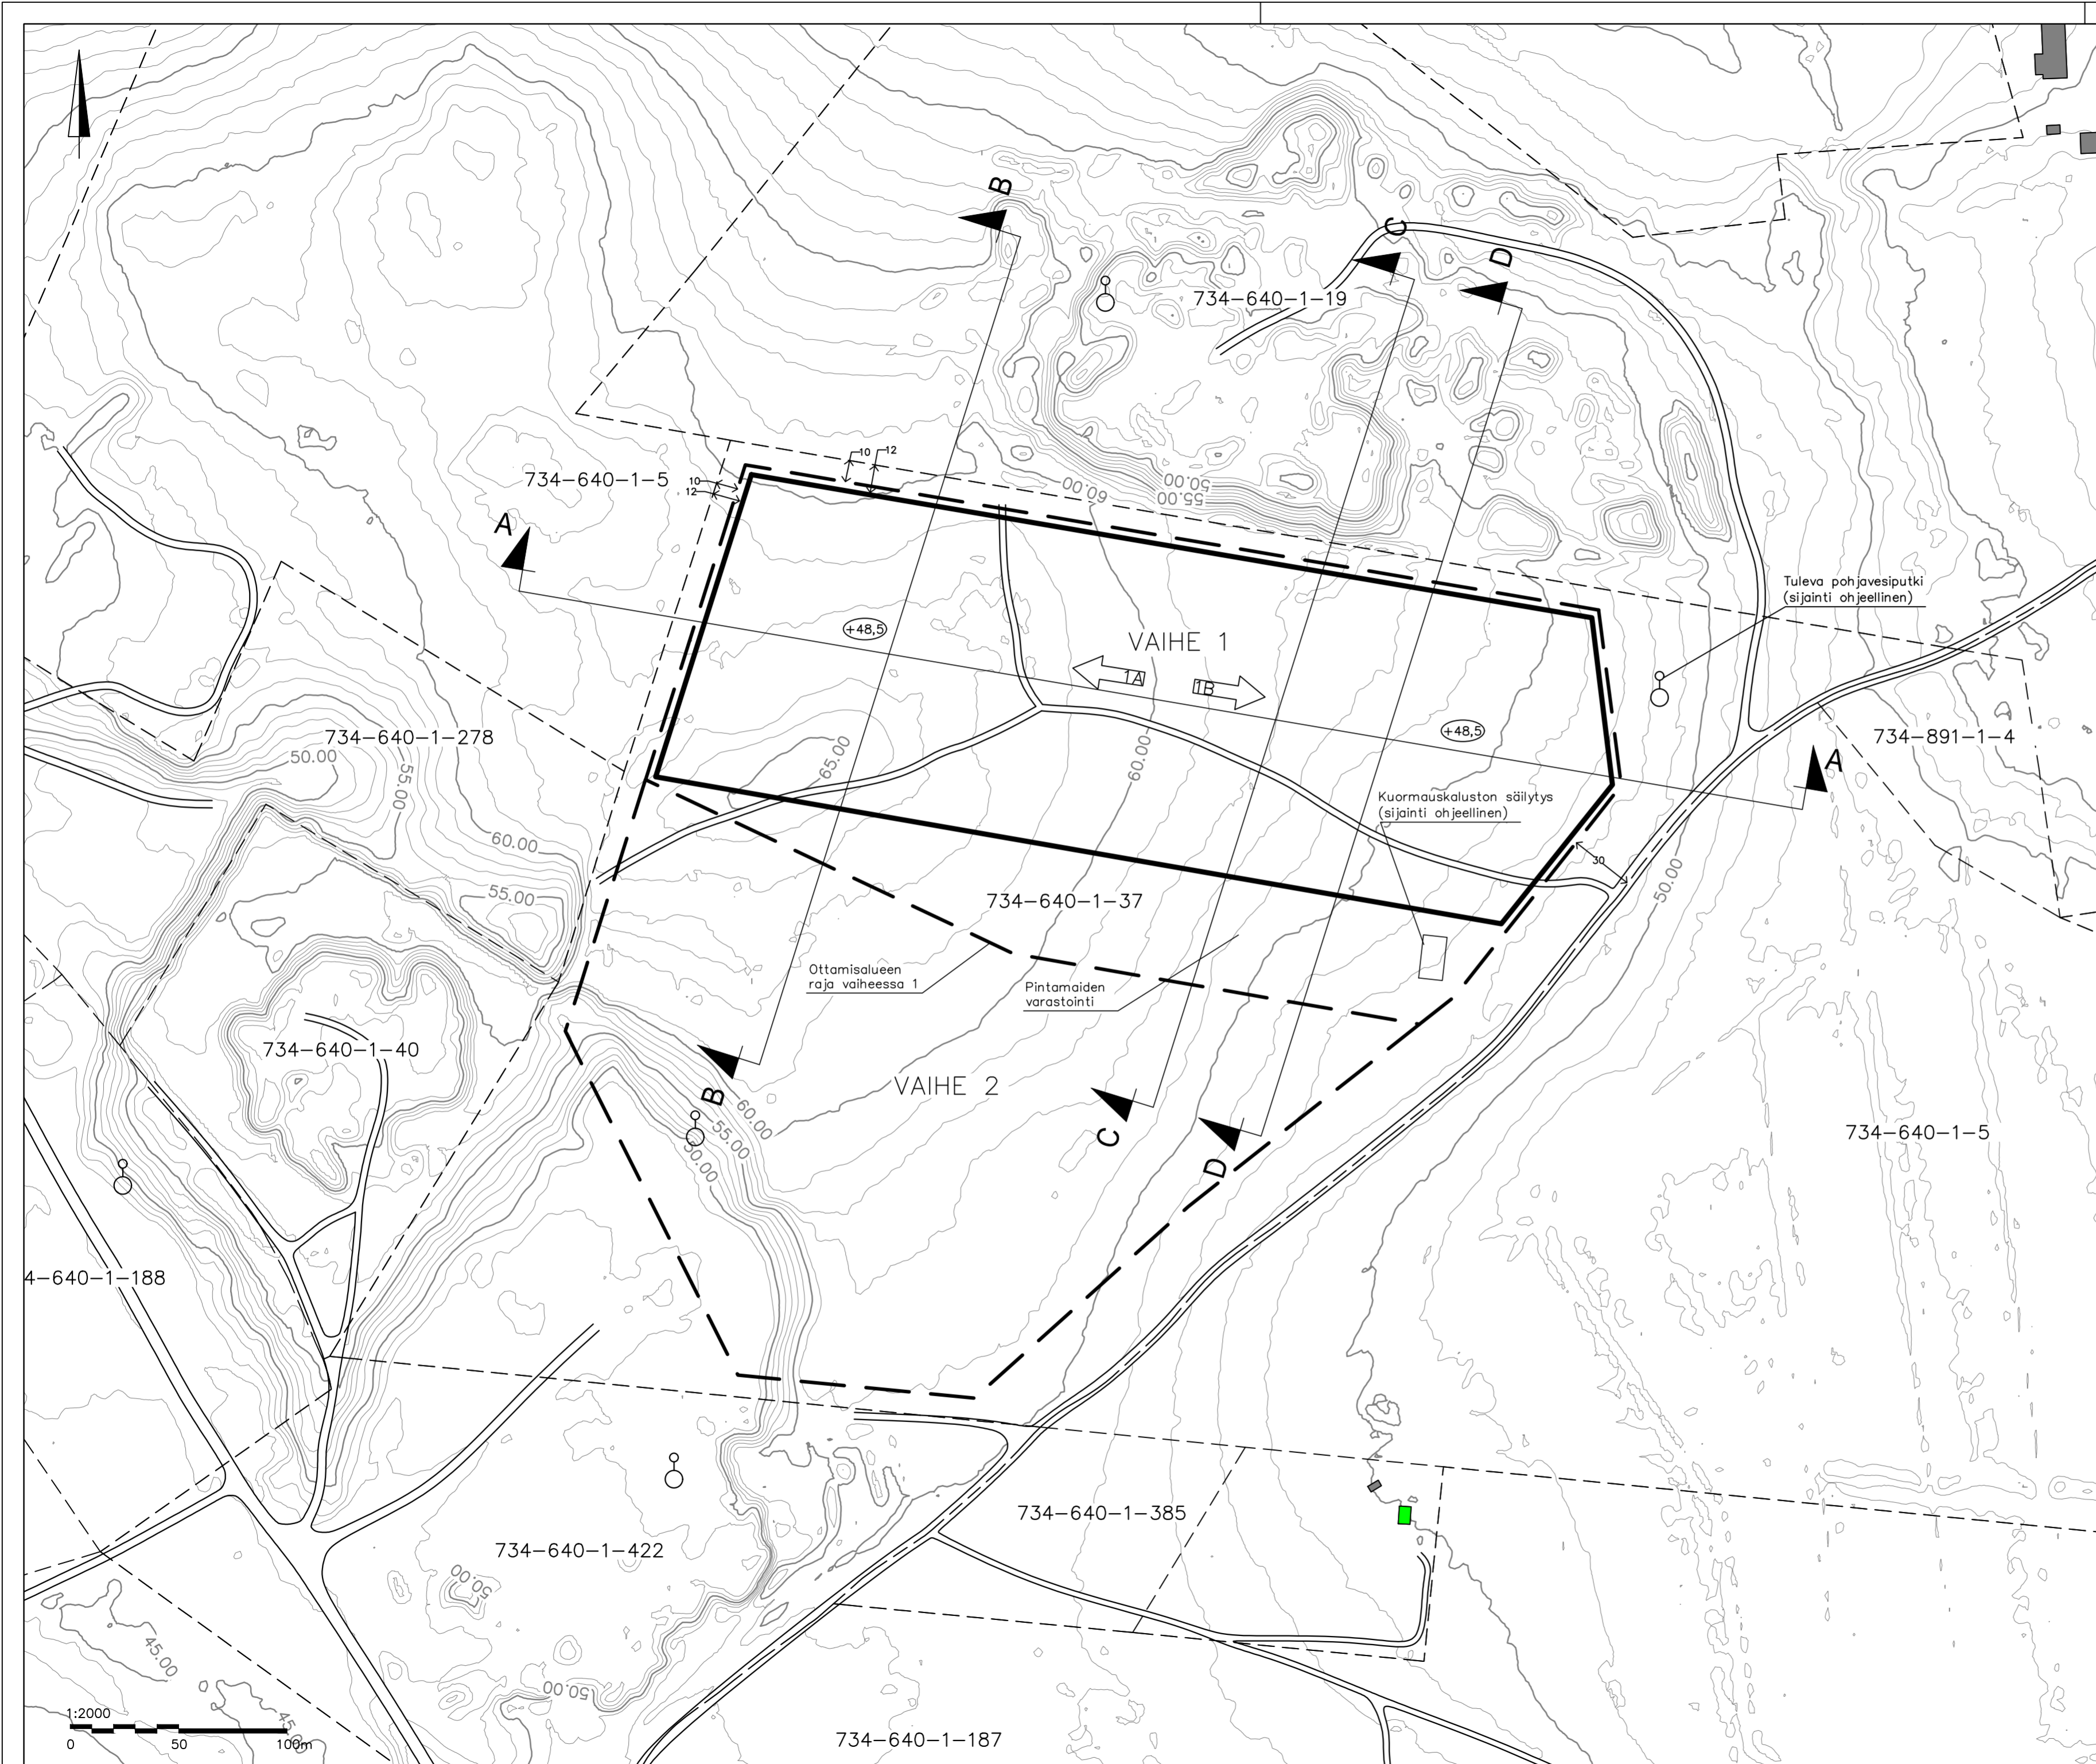 B
C
D
734-640-1-19
10
12
734-640-1-5
10
12
60.00
50.00
55.00
A
Tuleva pohjavesiputki
(sijainti ohjeellinen)
+48,5
VAIHE 1
1A
1B
734-640-1-278
50.00
55.00
65.00
60.00
+48,5
734-891-1-4
A
Kuormauskaluston säilytys
(sijainti ohjeellinen)
60.00
30
50.00
55.00
734-640-1-37
Ottamisalueen
raja vaiheessa 1
Pintamaiden
varastointi
734-640-1-40
VAIHE 2
B
60.00
55.00
50.00
C
D
734-640-1-5
4-640-1-188
734-640-1-385
734-640-1-422
50.00
45.00
50.00
1:2000
0
50
100m
45.00
734-640-1-187